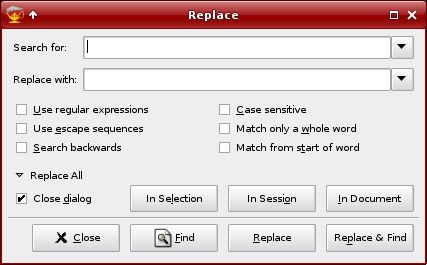 Replace
Search for:
Replace with:
Use regular expressions
Case sensitive
Use escape sequences
Match only a whole word
Search backwards
Match from start of word
Replace All
Close dialog
In Selection
In Session
In Document
Close
Find
Replace
Replace & Find